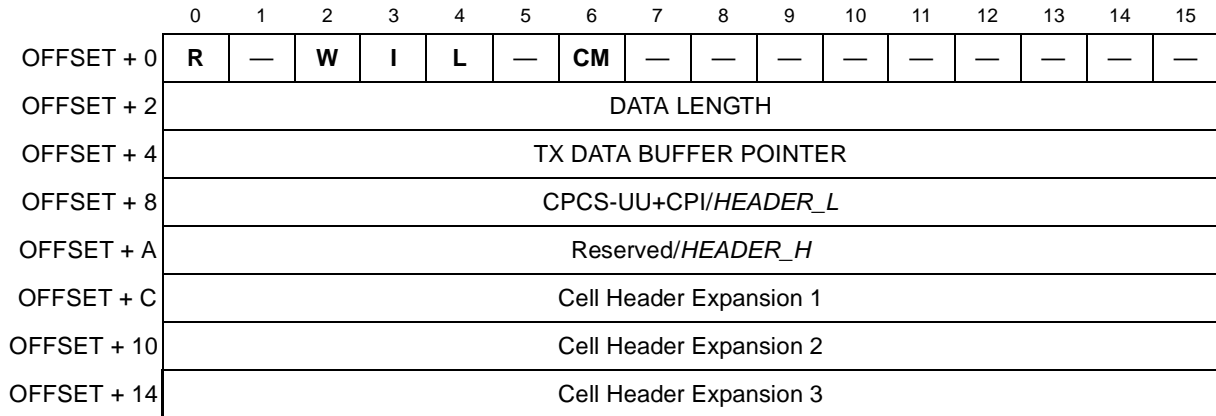 0 1 2 3 4 5 6 7 8 9 10 11 12 13 14 15
OFFSET + 0 R — W I L — CM — — — — — — — — —
OFFSET + 2 DATA LENGTH
OFFSET + 4 TX DATA BUFFER POINTER
OFFSET + 8 CPCS-UU+CPI/HEADER_L
OFFSET + A Reserved/HEADER_H
OFFSET + C Cell Header Expansion 1
OFFSET + 10 Cell Header Expansion 2
OFFSET + 14 Cell Header Expansion 3